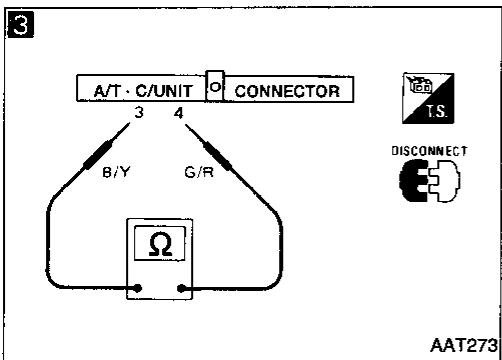 3
A/T · C/UNIT CONNECTOR
3 4
B/Y G/R
Ω
T.S.
DISCONNECT
AAT273